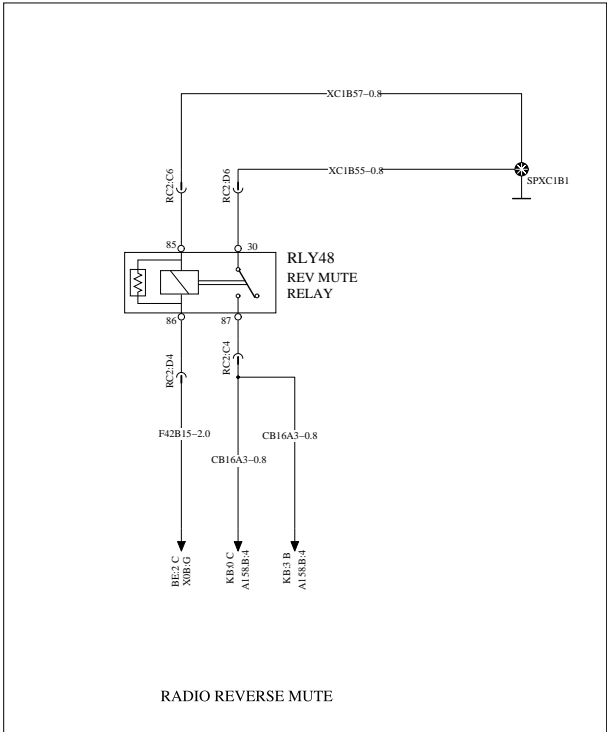 XC1B57-0.8
XC1B55-0.8
SPXC1B1
RC2:C6
RC2:D6
85
30
RLY48
REV MUTE
RELAY
86
87
RC2:D4
RC2:C4
F42B15-2.0
CB16A3-0.8
CB16A3-0.8
BE:2 C
X0B:G
KB:0 C
A158.B:4
KB:3 B
A158.B:4
RADIO REVERSE MUTE